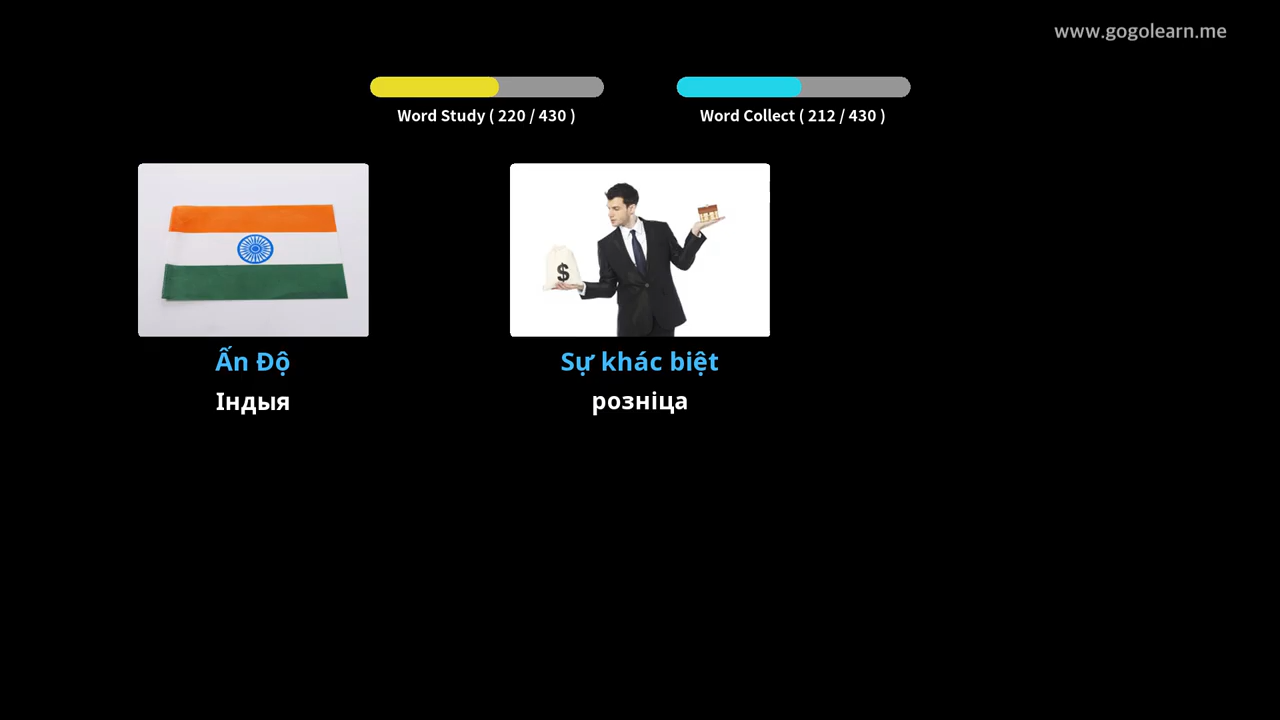 www.gogolearn.me
Word Study ( 220 / 430 )
Word Collect ( 212 / 430 )
$
Ấn Độ
Індыя
Sự khác biệt
розніца